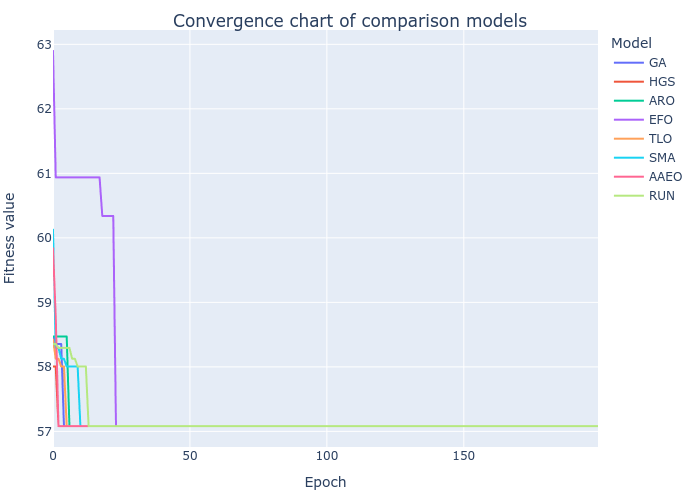 Convergence chart of comparison models
Fitness value
63
62
61
60
59
58
57
0
50
100
150
Epoch
Model
GA
HGS
ARO
EFO
TLO
SMA
AAEO
RUN